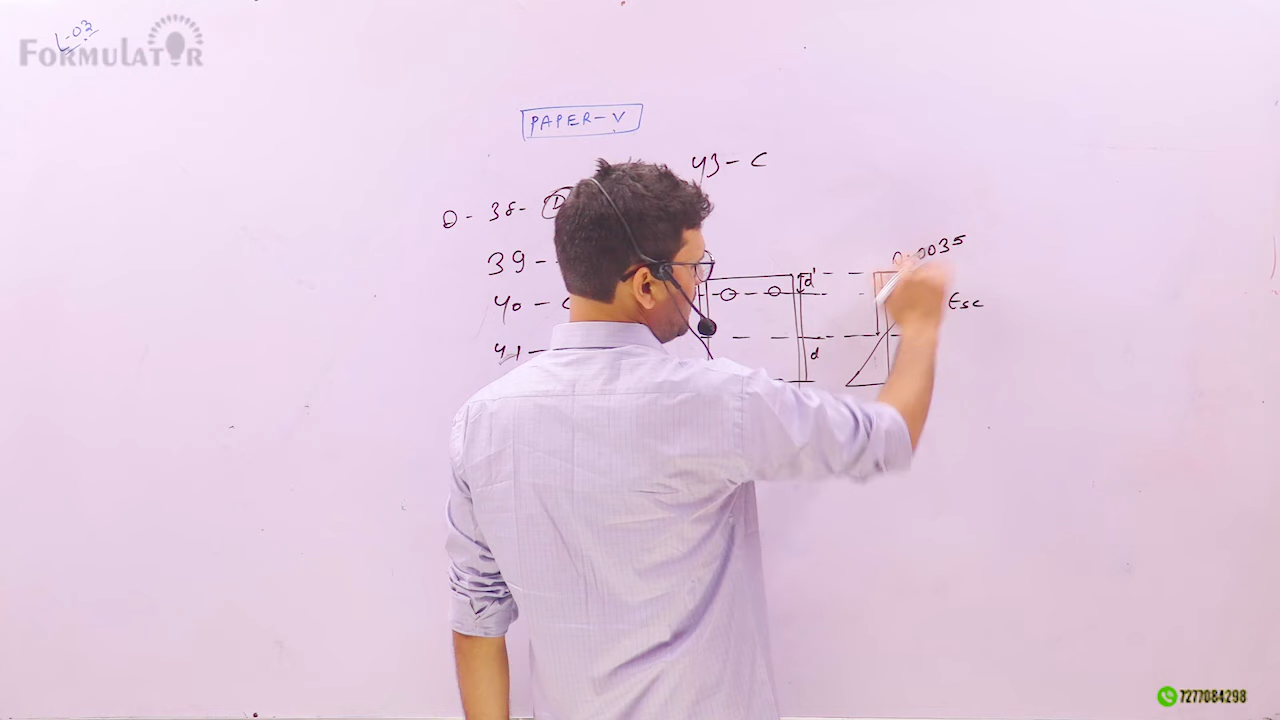 L-03
FORMULATOR
PAPER-V
43 - C
Q - 38 - D
39 -
40 -
41 -
0.0035
d'
Esc
d
7277084298